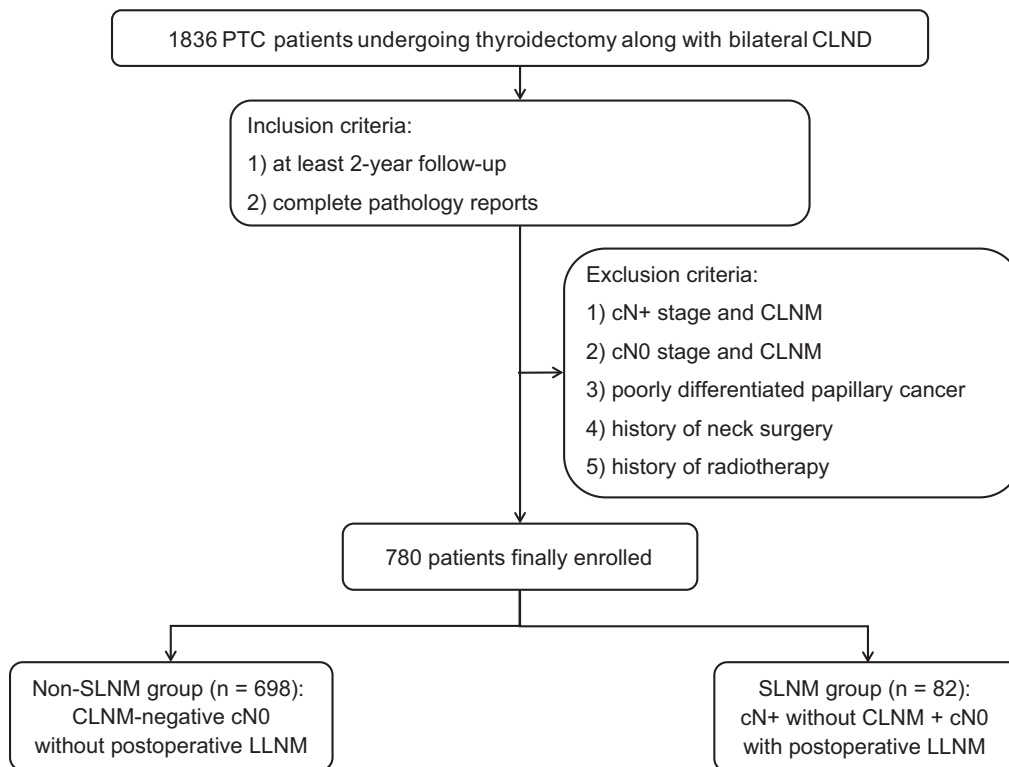 1836 PTC patients undergoing thyroidectomy along with bilateral CLND
Inclusion criteria:
1) at least 2-year follow-up
2) complete pathology reports
Exclusion criteria:
1) cN+ stage and CLNM
2) cN0 stage and CLNM
3) poorly differentiated papillary cancer
4) history of neck surgery
5) history of radiotherapy
780 patients finally enrolled
Non-SLNM group (n = 698):
CLNM-negative cN0
without postoperative LLNM
SLNM group (n = 82):
cN+ without CLNM + cN0
with postoperative LLNM